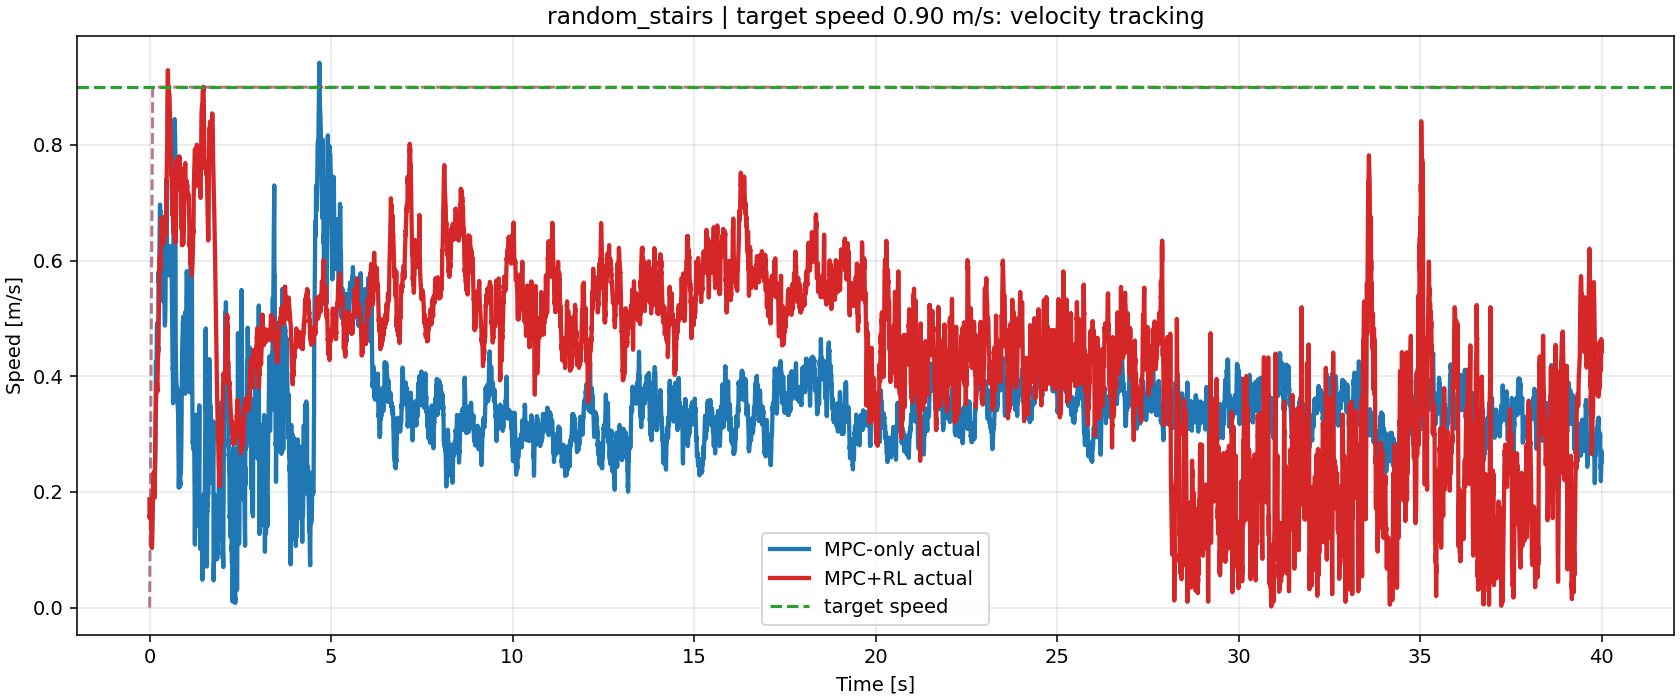 random_stairs | target speed 0.90 m/s: velocity tracking
Speed [m/s]
0.8
0.6
0.4
0.2
0.0
MPC-only actual
MPC+RL actual
target speed
0 5 10 15 20 25 30 35 40
Time [s]